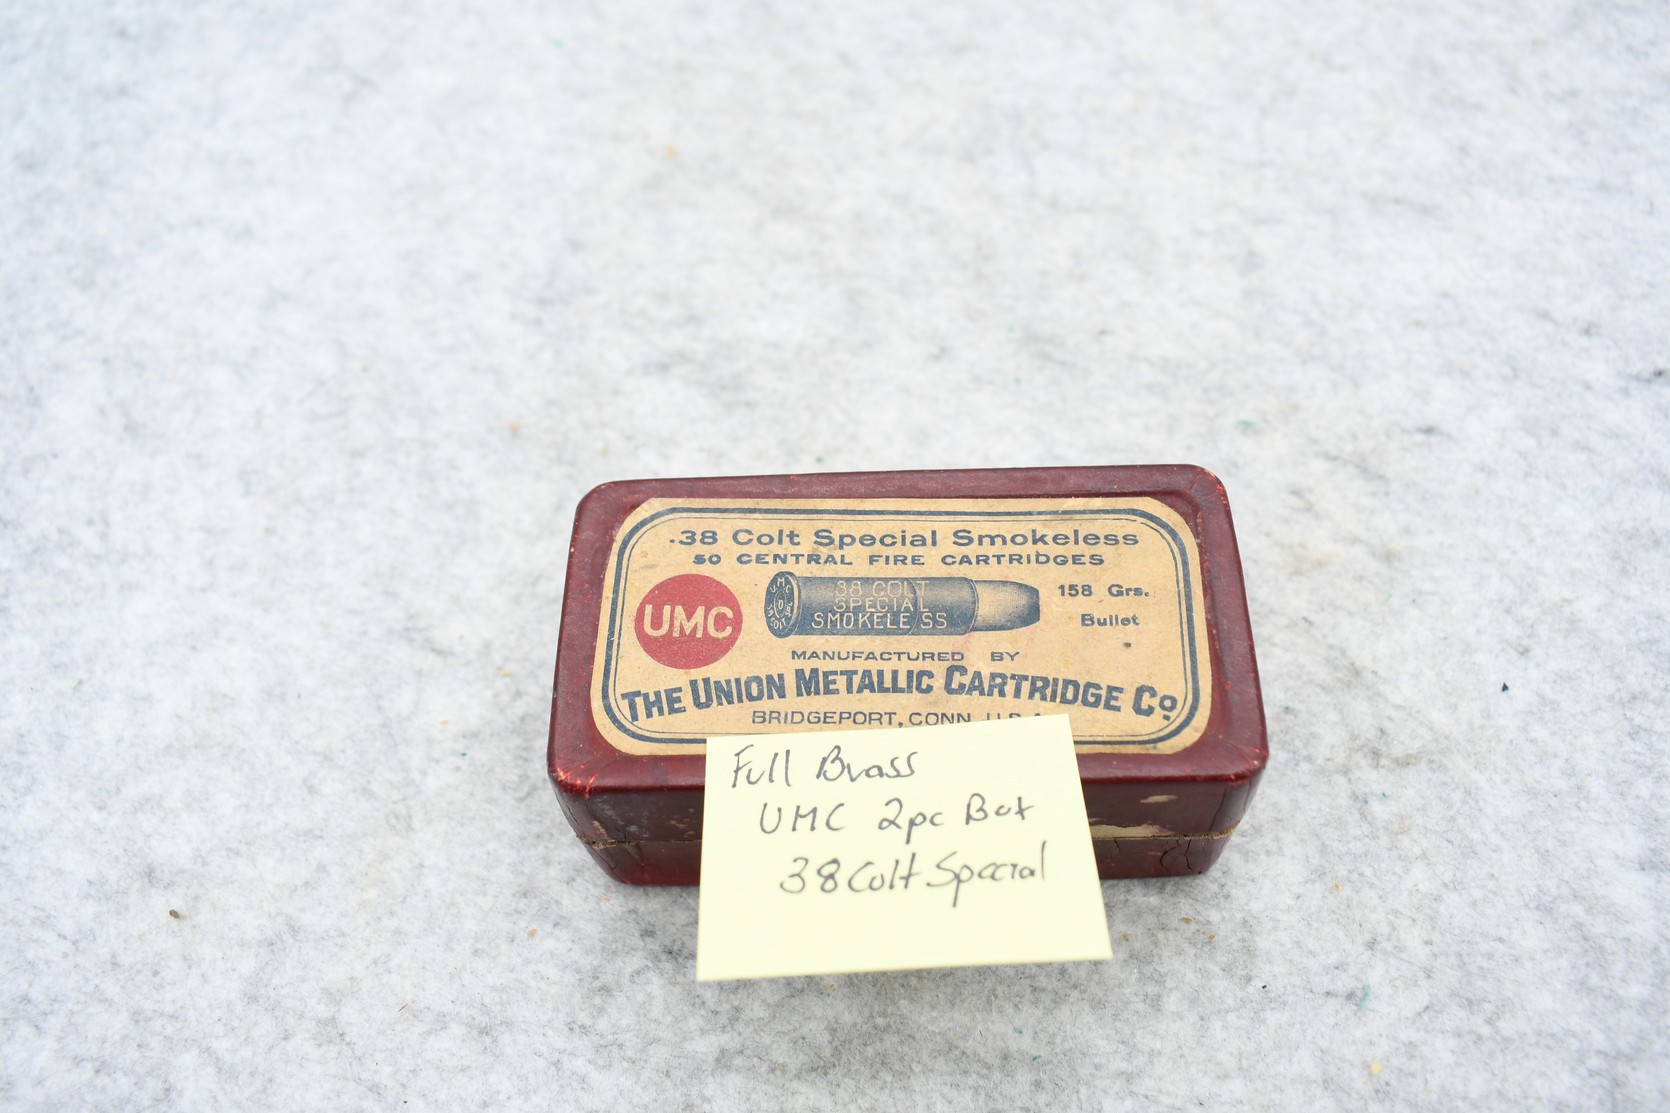 .38 Colt Special Smokeless
50 CENTRAL FIRE CARTRIDGES
UMC
38 COLT
SPECIAL
SMOKELESS
158 Grs.
Bullet
MANUFACTURED BY
THE UNION METALLIC CARTRIDGE Co.
BRIDGEPORT, CONN. U.S.A.
Full Brass
UMC 2pc Box
38 Colt Special